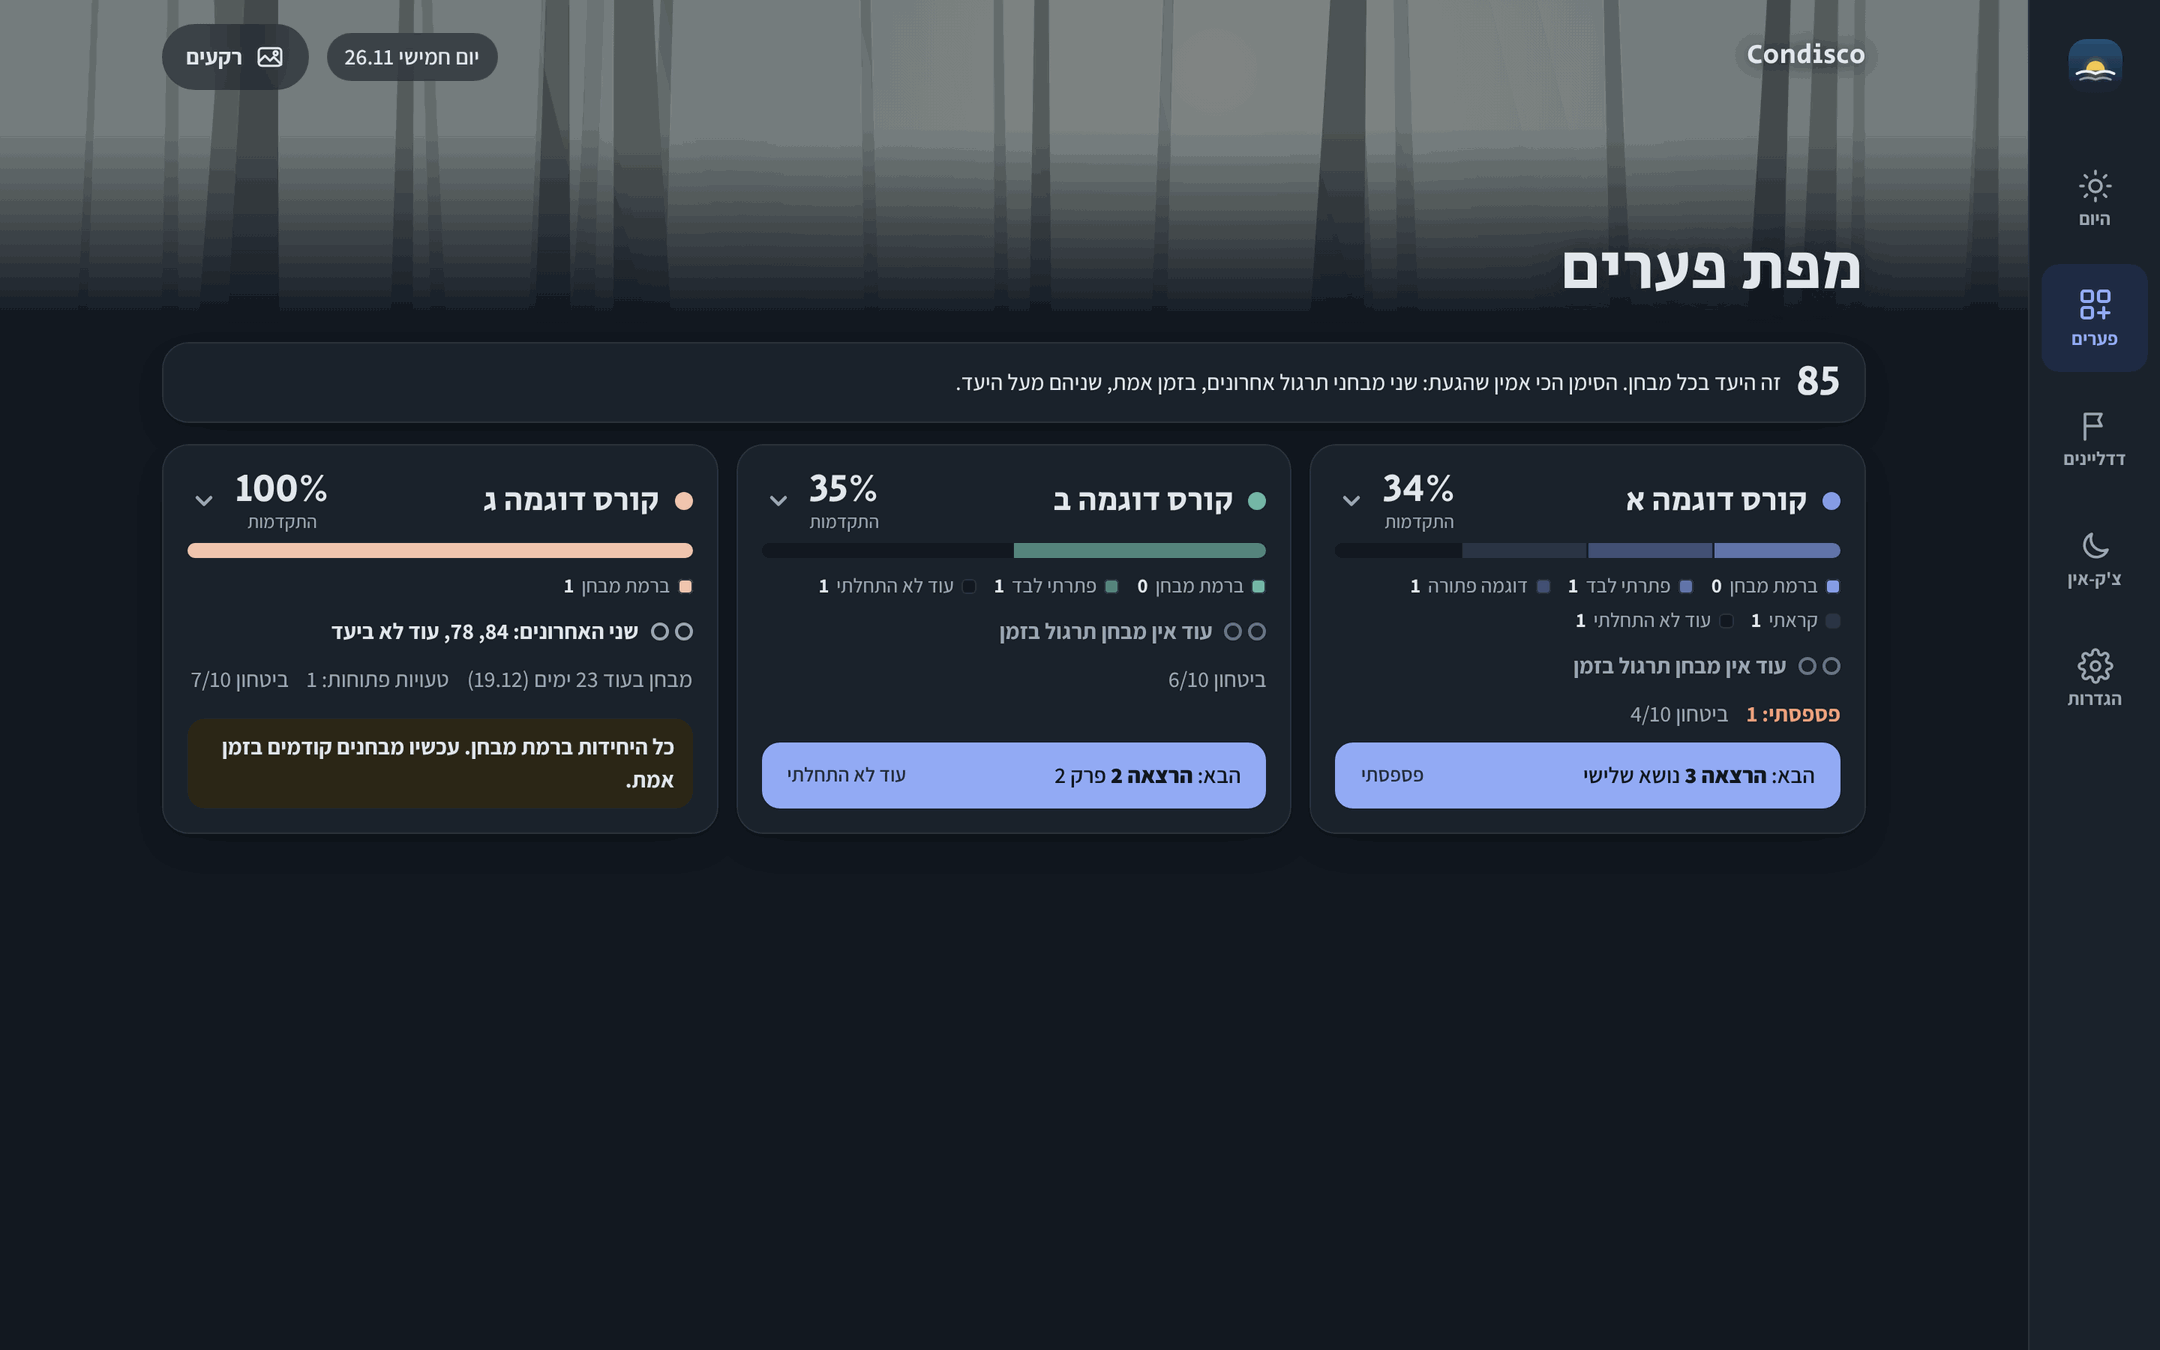 Condisco
יום חמישי 26.11
רקעים
היום
פערים
דדליינים
צ'ק-אין
הגדרות
מפת פערים
85 זה היעד בכל מבחן. הסימן הכי אמין שהגעת: שני מבחני תרגול אחרונים, בזמן אמת, שניהם מעל היעד.
קורס דוגמה א
34%
התקדמות
ברמת מבחן 0 פתרתי לבד 1 דוגמה פתורה 1
קראתי 1 עוד לא התחלתי 1
עוד אין מבחן תרגול בזמן
פספסתי: 1 ביטחון 4/10
הבא: הרצאה 3 נושא שלישי פספסתי
קורס דוגמה ב
35%
התקדמות
ברמת מבחן 0 פתרתי לבד 1 עוד לא התחלתי 1
עוד אין מבחן תרגול בזמן
ביטחון 6/10
הבא: הרצאה 2 פרק 2 עוד לא התחלתי
קורס דוגמה ג
100%
התקדמות
ברמת מבחן 1
שני האחרונים: 84, 78, עוד לא ביעד
מבחן בעוד 23 ימים (19.12) טעויות פתוחות: 1 ביטחון 7/10
כל היחידות ברמת מבחן. עכשיו מבחנים קודמים בזמן
אמת.